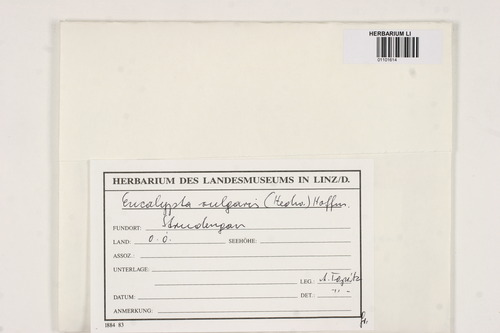 HERBARIUM LI
01101614
HERBARIUM DES LANDESMUSEUMS IN LINZ/D.
Encalypta vulgaris (Hedw.) Hoffm.
FUNDORT: Strudengau
LAND: O.Ö. SEEHÖHE:
ASSOZ.:
UNTERLAGE:
LEG.:
DATUM: DET.: " -
ANMERKUNG:
1884 83